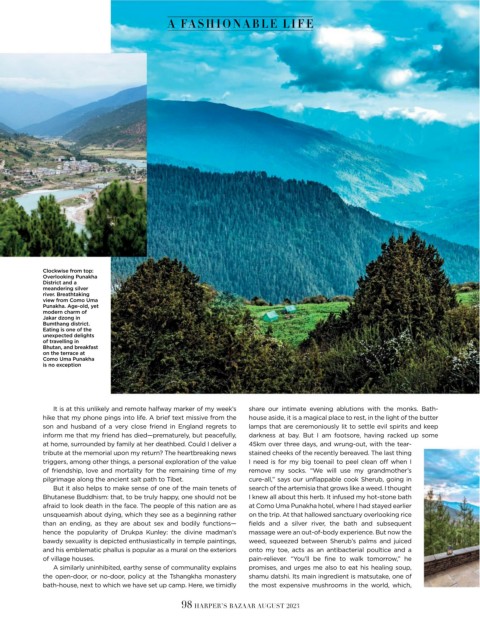 A FASHIONABLE LIFE
Clockwise from top:
Overlooking Punakha
District and a
meandering silver
river. Breathtaking
view from Como Uma
Punakha. Age-old, yet
modern charm of
Jakar dzong in
Bumthang district.
Eating is one of the
unexpected delights
of travelling in
Bhutan, and breakfast
on the terrace at
Como Uma Punakha
is no exception
It is at this unlikely and remote halfway marker of my week's
hike that my phone pings into life. A brief text missive from the
son and husband of a very close friend in England regrets to
inform me that my friend has died—prematurely, but peacefully,
at home, surrounded by family at her deathbed. Could I deliver a
tribute at the memorial upon my return? The heartbreaking news
triggers, among other things, a personal exploration of the value
of friendship, love and mortality for the remaining time of my
pilgrimage along the ancient salt path to Tibet.
But it also helps to make sense of one of the main tenets of
Bhutanese Buddhism: that, to be truly happy, one should not be
afraid to look death in the face. The people of this nation are as
unsqueamish about dying, which they see as a beginning rather
than an ending, as they are about sex and bodily functions—
hence the popularity of Drukpa Kunley: the divine madman's
bawdy sexuality is depicted enthusiastically in temple paintings,
and his emblematic phallus is popular as a mural on the exteriors
of village houses.
A similarly uninhibited, earthy sense of communality explains
the open-door, or no-door, policy at the Tshangkha monastery
bath-house, next to which we have set up camp. Here, we timidly
share our intimate evening ablutions with the monks. Bath-
house aside, it is a magical place to rest, in the light of the butter
lamps that are ceremoniously lit to settle evil spirits and keep
darkness at bay. But I am footsore, having racked up some
45km over three days, and wrung-out, with the tear-
stained cheeks of the recently bereaved. The last thing
I need is for my big toenail to peel clean off when I
remove my socks. "We will use my grandmother's
cure-all," says our unflappable cook Sherub, going in
search of the artemisia that grows like a weed. I thought
I knew all about this herb. It infused my hot-stone bath
at Como Uma Punakha hotel, where I had stayed earlier
on the trip. At that hallowed sanctuary overlooking rice
fields and a silver river, the bath and subsequent
massage were an out-of-body experience. But now the
weed, squeezed between Sherub's palms and juiced
onto my toe, acts as an antibacterial poultice and a
pain-reliever. "You'll be fine to walk tomorrow," he
promises, and urges me also to eat his healing soup,
shamu datshi. Its main ingredient is matsutake, one of
the most expensive mushrooms in the world, which,
98 HARPER'S BAZAAR AUGUST 2023